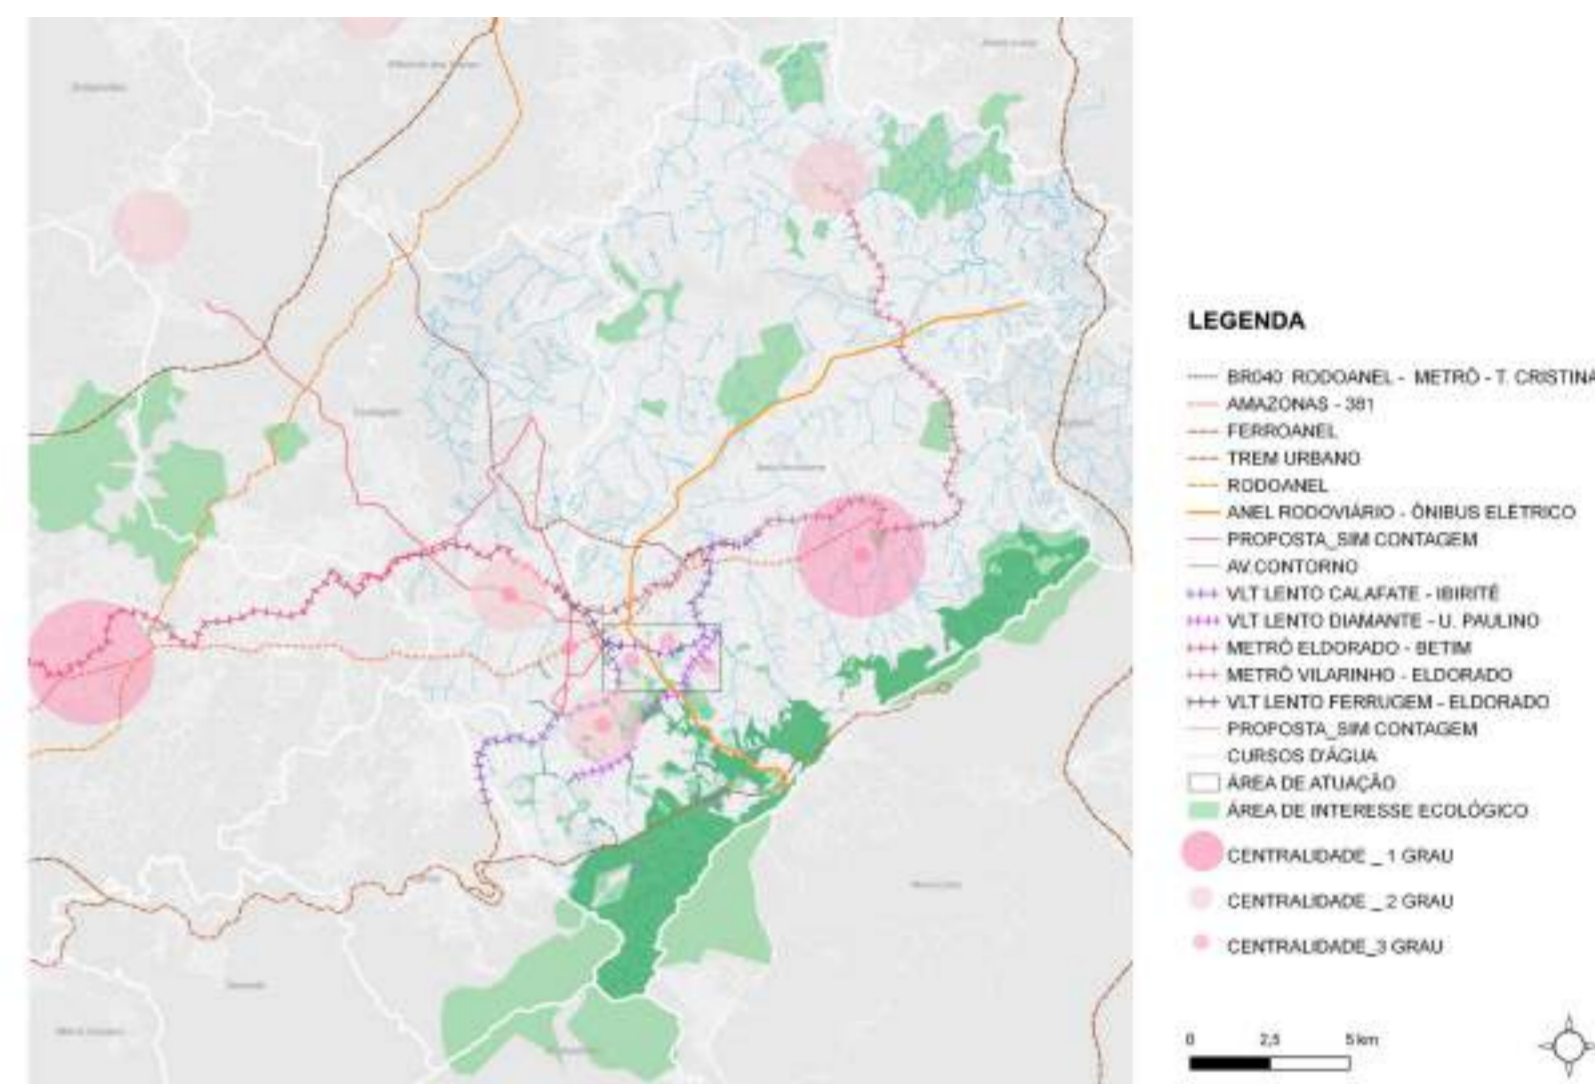 LEGENDA
BR040 RODOANEL - METRÔ - T. CRISTINA
AMAZONAS - 381
FERROANEL
TREM URBANO
RODOANEL
ANEL RODOVIÁRIO - ÔNIBUS ELÉTRICO
PROPOSTA_SIM CONTAGEM
AV.CONTORNO
VLT LENTO CALAFATE - IBIRITÉ
VLT LENTO DIAMANTE - U. PAULINO
METRÔ ELDORADO - BETIM
METRÔ VILARINHO - ELDORADO
VLT LENTO FERRUGEM - ELDORADO
PROPOSTA_SIM CONTAGEM
CURSOS D'ÁGUA
ÁREA DE ATUAÇÃO
ÁREA DE INTERESSE ECOLÓGICO
CENTRALIDADE _ 1 GRAU
CENTRALIDADE _ 2 GRAU
CENTRALIDADE_3 GRAU
0 2,5 5 km